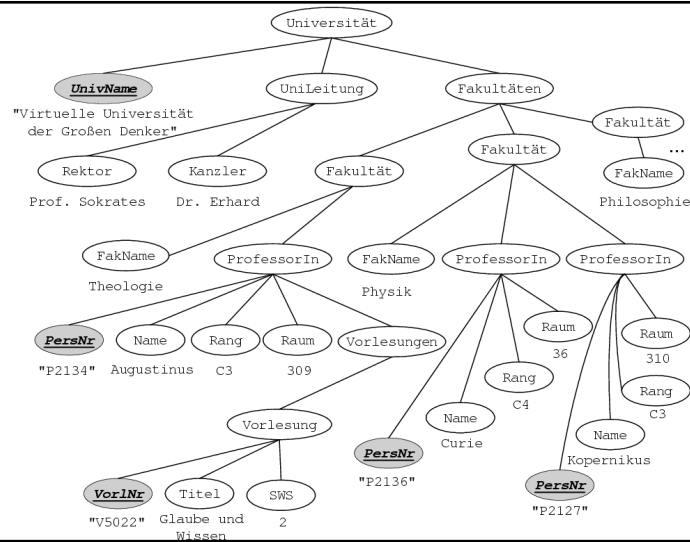 Universität
UnivName
UniLeitung
Fakultäten
"Virtuelle Universität
der Großen Denker"
Fakultät
...
Rektor
Kanzler
Fakultät
Fakultät
FakName
Prof. Sokrates
Dr. Erhard
Philosophie
FakName
ProfessorIn
FakName
ProfessorIn
ProfessorIn
Theologie
Physik
PersNr
Name
Rang
Raum
Vorlesungen
Raum
Raum
"P2134"
Augustinus
C3
309
36
310
Rang
Rang
C4
C3
Vorlesung
Name
Name
Curie
Kopernikus
PersNr
PersNr
"P2136"
"P2127"
VorlNr
Titel
SWS
"V5022"
Glaube und
Wissen
2